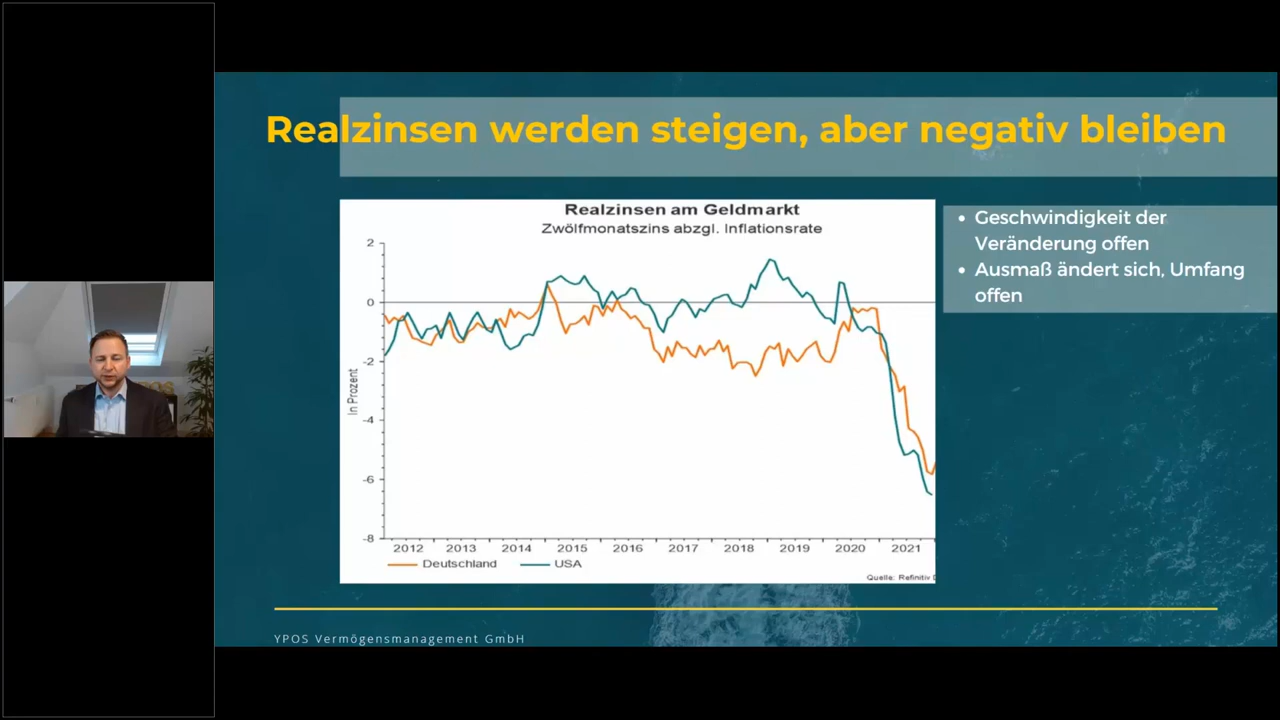 Realzinsen werden steigen, aber negativ bleiben
Realzinsen am Geldmarkt
Zwölfmonatszins abzgl. Inflationsrate
In Prozent
2
0
-2
-4
-6
-8
2012 2013 2014 2015 2016 2017 2018 2019 2020 2021
Deutschland USA
Quelle: Refinitiv
• Geschwindigkeit der
Veränderung offen
• Ausmaß ändert sich, Umfang
offen
YPOS Vermögensmanagement GmbH